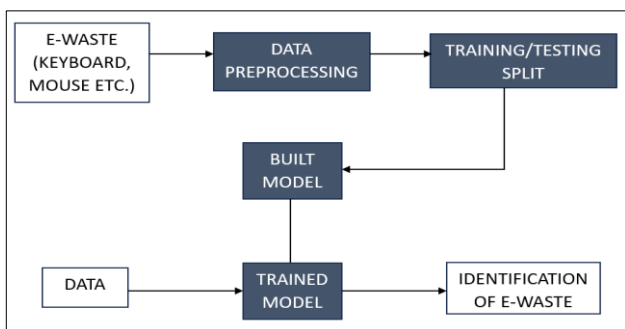 E-WASTE
(KEYBOARD,
MOUSE ETC.)
DATA
PREPROCESSING
TRAINING/TESTING
SPLIT
BUILT
MODEL
DATA
TRAINED
MODEL
IDENTIFICATION
OF E-WASTE